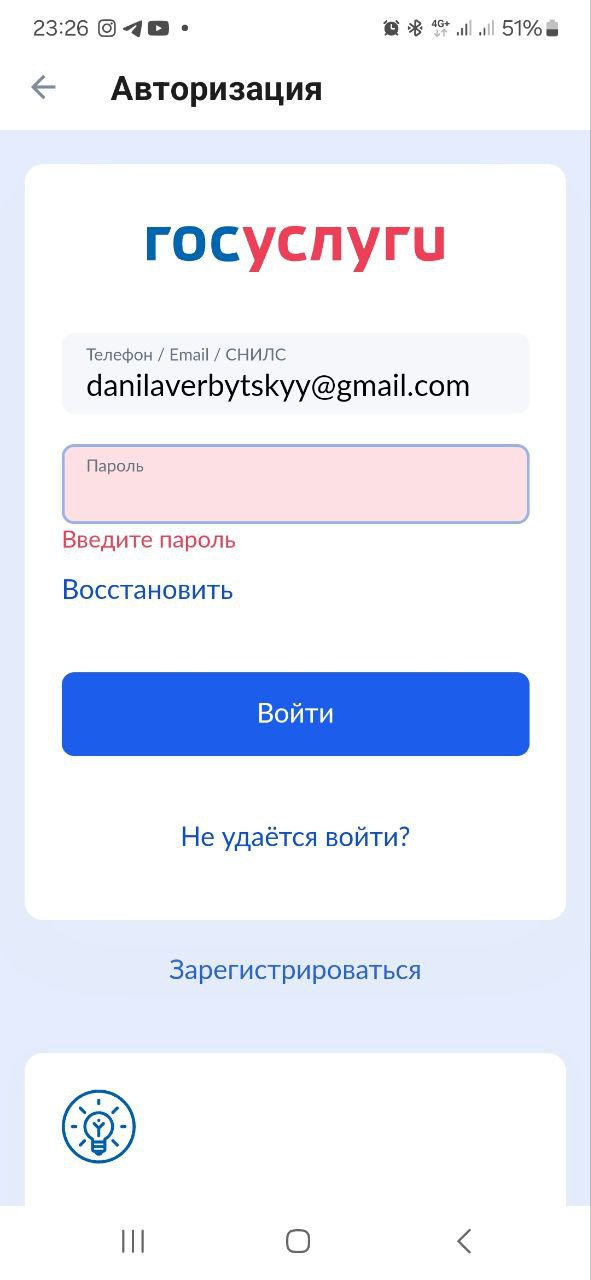 23:26
4G+
51%
Авторизация
госуслуги
Телефон / Email / СНИЛС
danilaverbytskyy@gmail.com
Пароль
Введите пароль
Восстановить
Войти
Не удаётся войти?
Зарегистрироваться